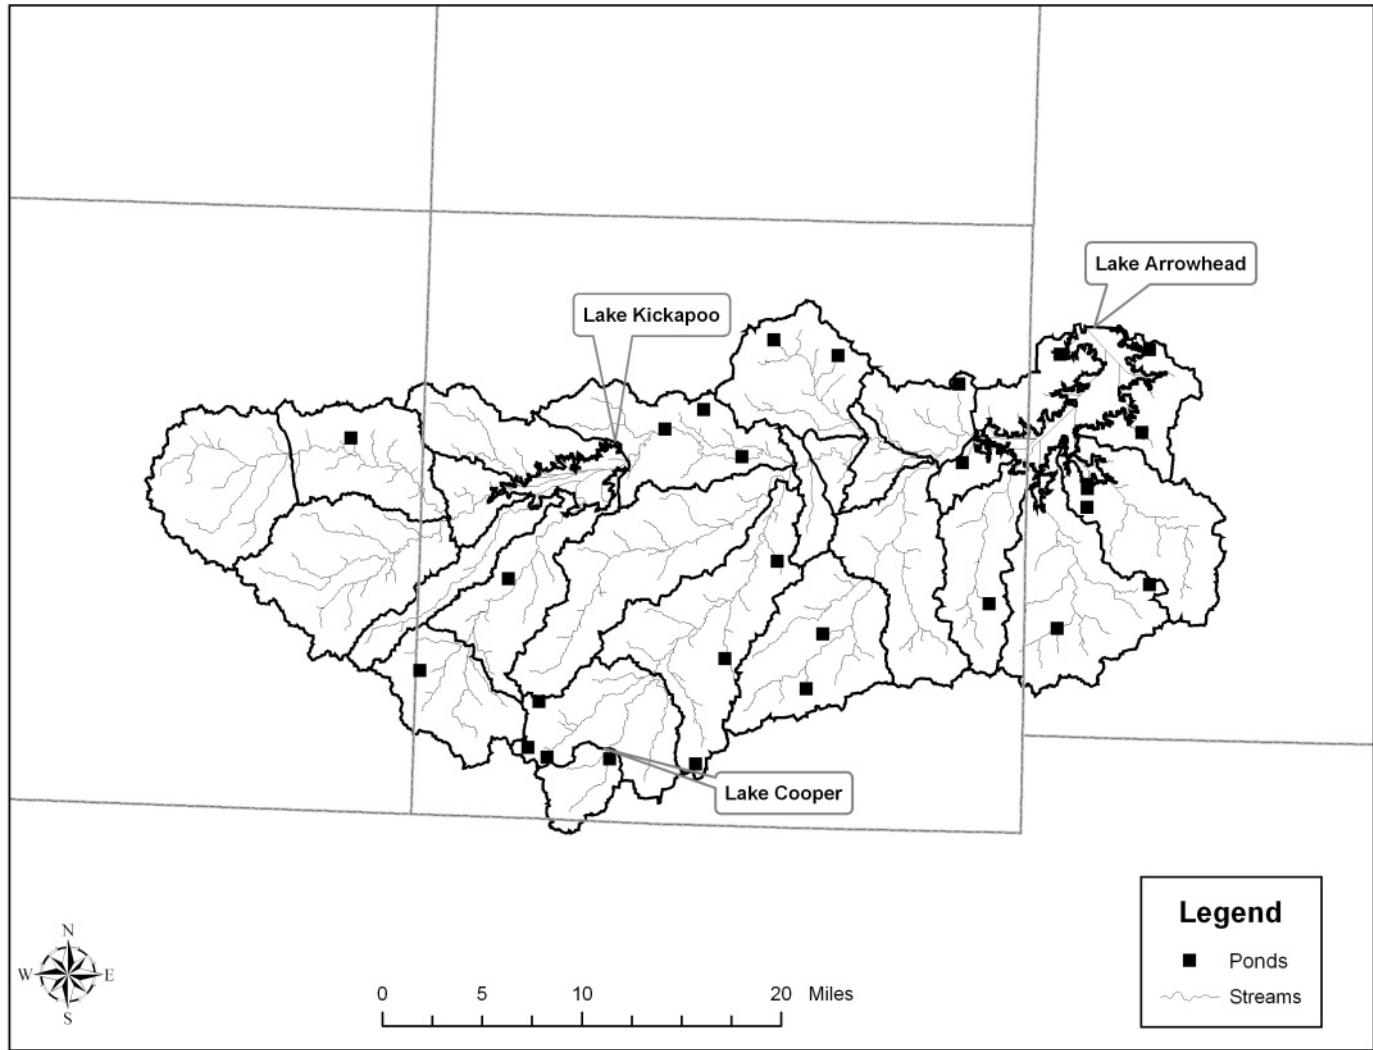 Lake Arrowhead
Lake Kickapoo
Lake Cooper
Legend
Ponds
Streams
N
W E
S
0 5 10 20 Miles